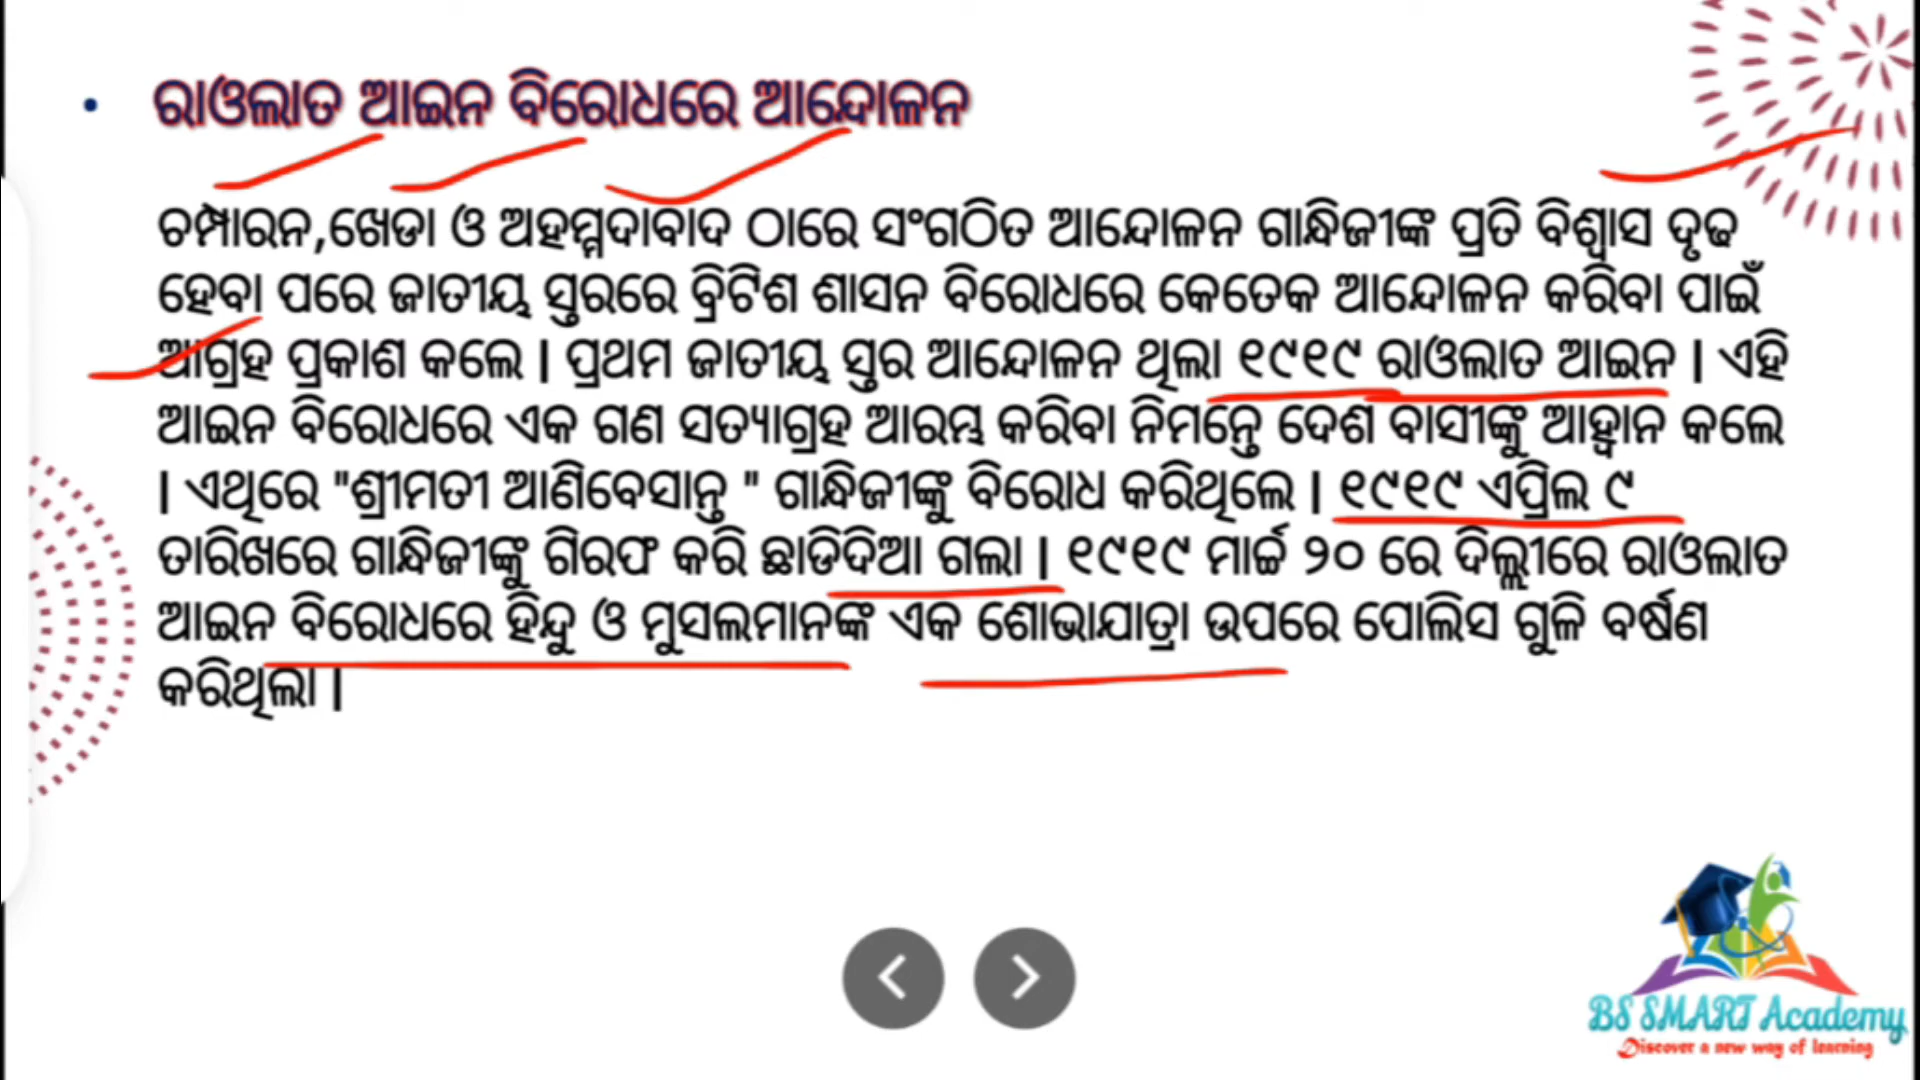 • ରାଓଲାତ ଆଇନ ବିରୋଧରେ ଆନ୍ଦୋଳନ
ଚମ୍ପାରନ,ଖେଡା ଓ ଅହମ୍ମଦାବାଦ ଠାରେ ସଂଗଠିତ ଆନ୍ଦୋଳନ ଗାନ୍ଧିଜୀଙ୍କ ପ୍ରତି ବିଶ୍ୱାସ ଦୃଢ
ହେବା ପରେ ଜାତୀୟ ସ୍ତରରେ ବ୍ରିଟିଶ ଶାସନ ବିରୋଧରେ କେତେକ ଆନ୍ଦୋଳନ କରିବା ପାଇଁ
ଆଗ୍ରହ ପ୍ରକାଶ କଲେ | ପ୍ରଥମ ଜାତୀୟ ସ୍ତର ଆନ୍ଦୋଳନ ଥିଲା ୧୯୧୯ ରାଓଲାତ ଆଇନ | ଏହି
ଆଇନ ବିରୋଧରେ ଏକ ଗଣ ସତ୍ୟାଗ୍ରହ ଆରମ୍ଭ କରିବା ନିମନ୍ତେ ଦେଶ ବାସୀଙ୍କୁ ଆହ୍ୱାନ କଲେ
| ଏଥିରେ "ଶ୍ରୀମତୀ ଆଣିବେସାନ୍ତ " ଗାନ୍ଧିଜୀଙ୍କୁ ବିରୋଧ କରିଥିଲେ | ୧୯୧୯ ଏପ୍ରିଲ ୯
ତାରିଖରେ ଗାନ୍ଧିଜୀଙ୍କୁ ଗିରଫ କରି ଛାଡିଦିଆ ଗଲା | ୧୯୧୯ ମାର୍ଚ୍ଚ ୨୦ ରେ ଦିଲ୍ଲୀରେ ରାଓଲାତ
ଆଇନ ବିରୋଧରେ ହିନ୍ଦୁ ଓ ମୁସଲମାନଙ୍କ ଏକ ଶୋଭାଯାତ୍ରା ଉପରେ ପୋଲିସ ଗୁଳି ବର୍ଷଣ
କରିଥିଲା |
BS SMART Academy
Discover a new way of learning